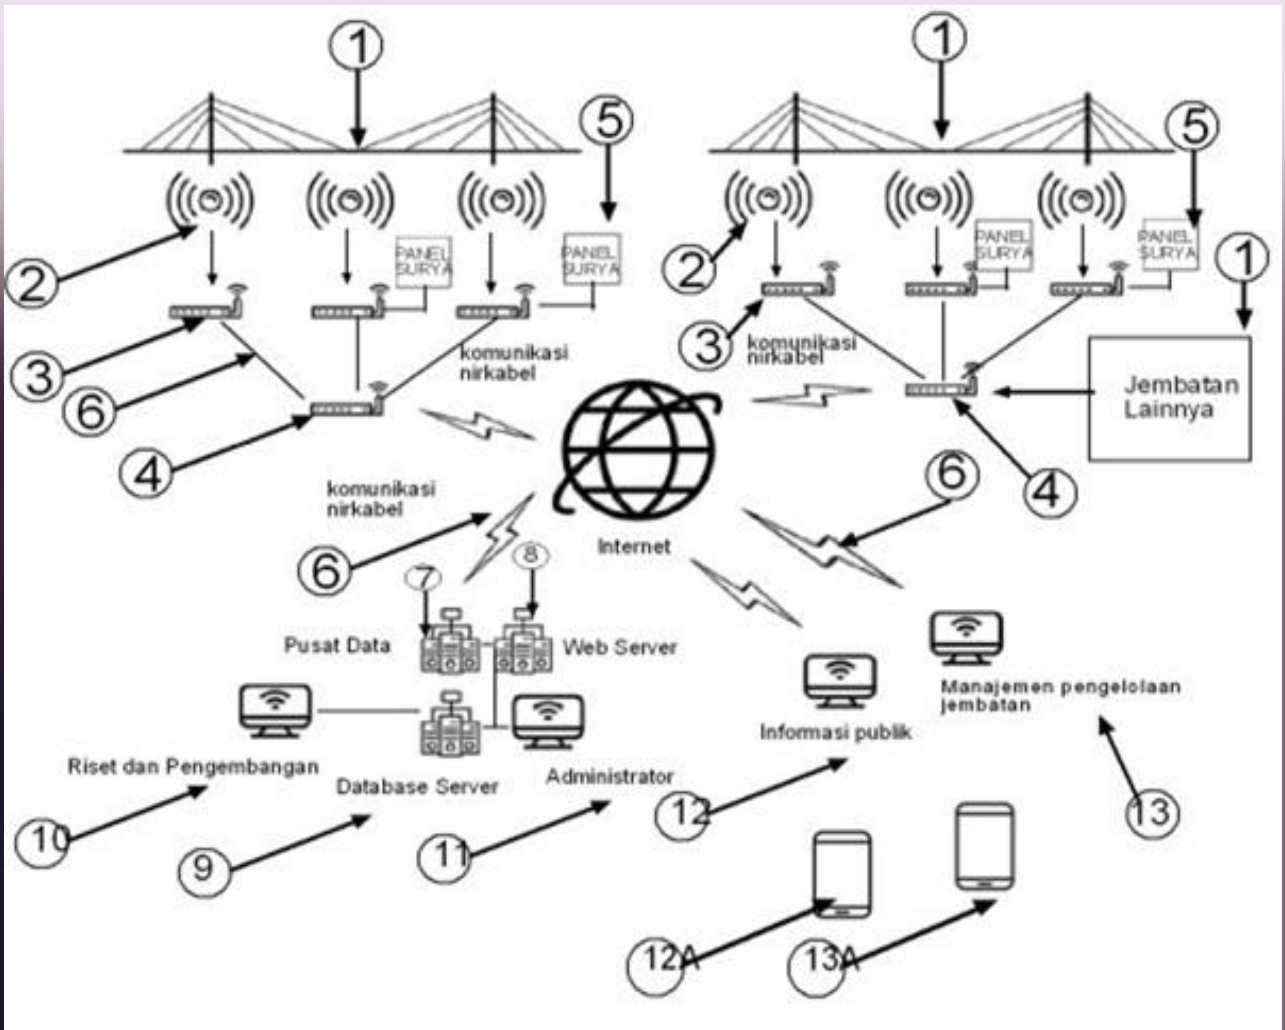 1
1
5
5
PANEL
SURYA
PANEL
SURYA
PANEL
SURYA
PANEL
SURYA
2
2
1
3
3
komunikasi
nirkabel
komunikasi
nirkabel
6
Jembatan
Lainnya
4
6
4
komunikasi
nirkabel
6
Internet
7
8
Pusat Data
Web Server
Manajemen pengelolaan
jembatan
Informasi publik
Riset dan Pengembangan
Database Server
Administrator
10
9
11
12
13
12A
13A